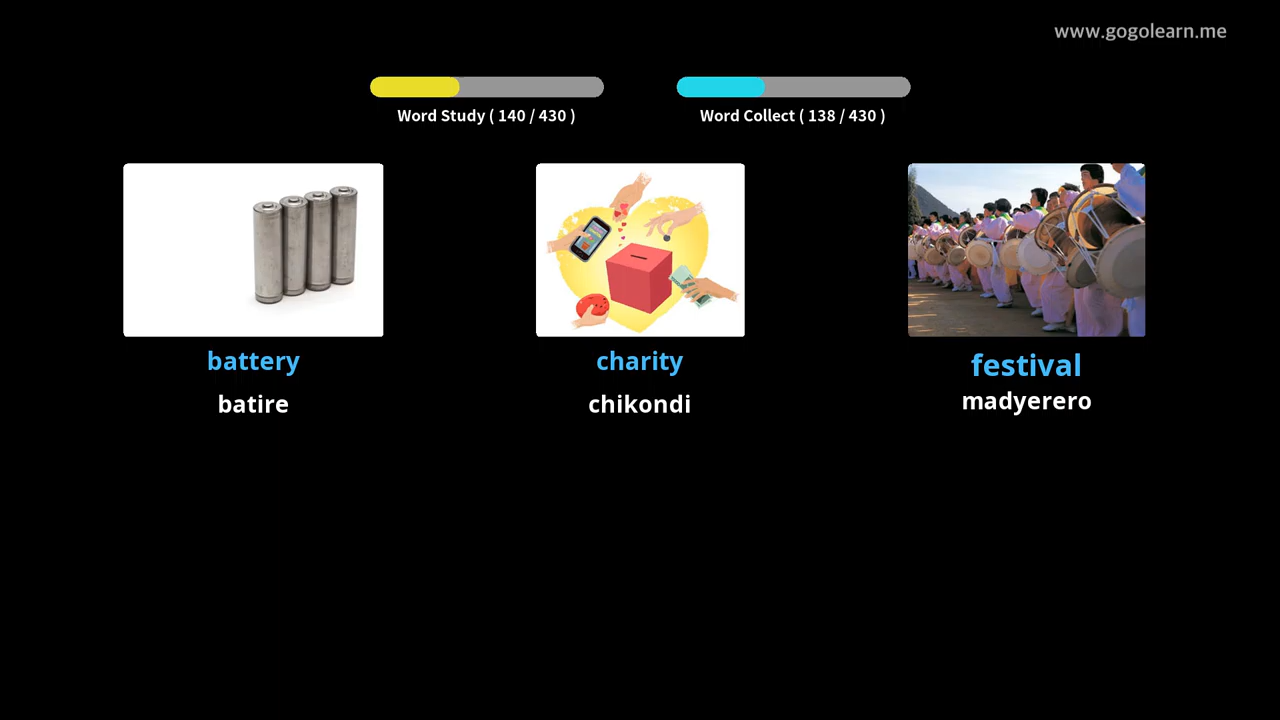 www.gogolearn.me
Word Study ( 140 / 430 )
Word Collect ( 138 / 430 )
battery
batire
charity
chikondi
festival
madyerero